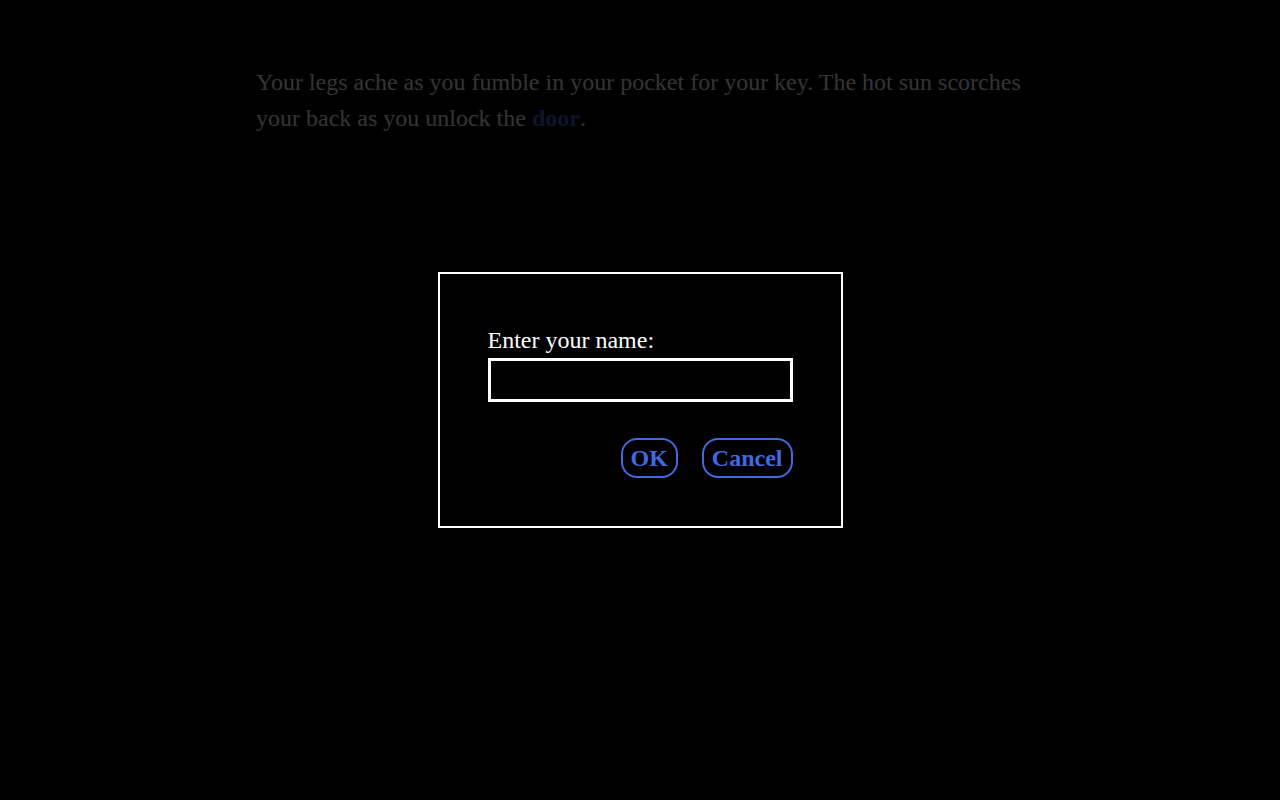 Your legs ache as you fumble in your pocket for your key. The hot sun scorches
your back as you unlock the door.
Enter your name:
OK Cancel